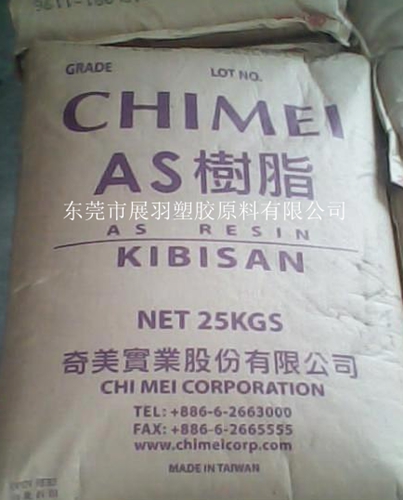 GRADE LOT NO.
CHIMEI
AS樹脂
东莞市展羽塑胶原料有限公司
AS RESIN
KIBISAN
NET 25KGS
奇美實業股份有限公司
CHI MEI CORPORATION
TEL: +886-6-2663000
FAX: +886-6-2665555
www.chimeicorp.com
MADE IN TAIWAN